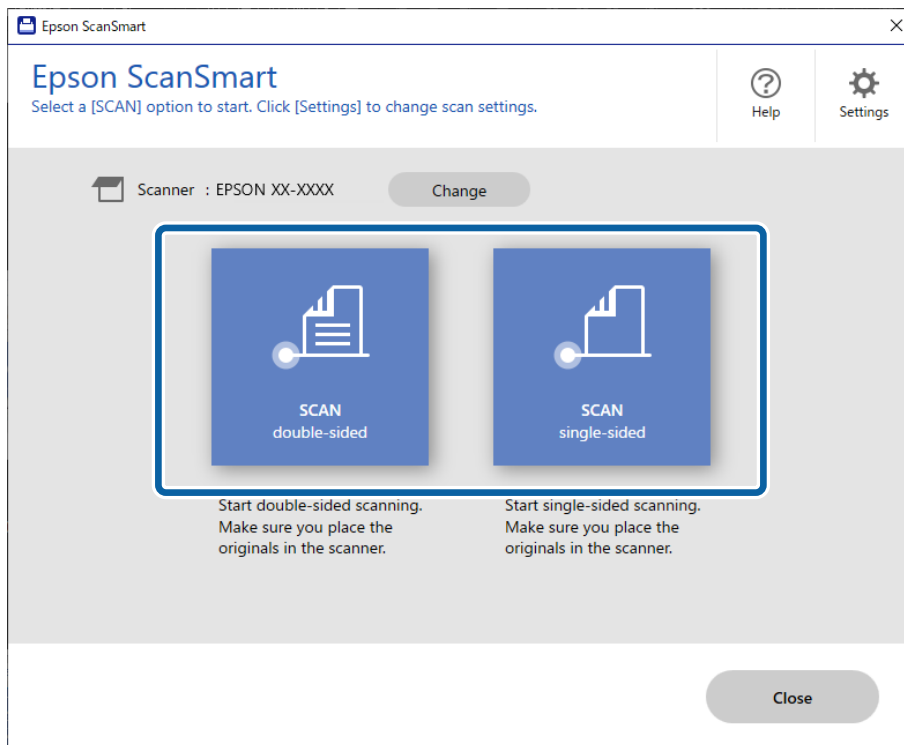 Epson ScanSmart
Epson ScanSmart
Select a [SCAN] option to start. Click [Settings] to change scan settings.
Help
Settings
Scanner : EPSON XX-XXXX
Change
SCAN
double-sided
SCAN
single-sided
Start double-sided scanning.
Make sure you place the
originals in the scanner.
Start single-sided scanning.
Make sure you place the
originals in the scanner.
Close